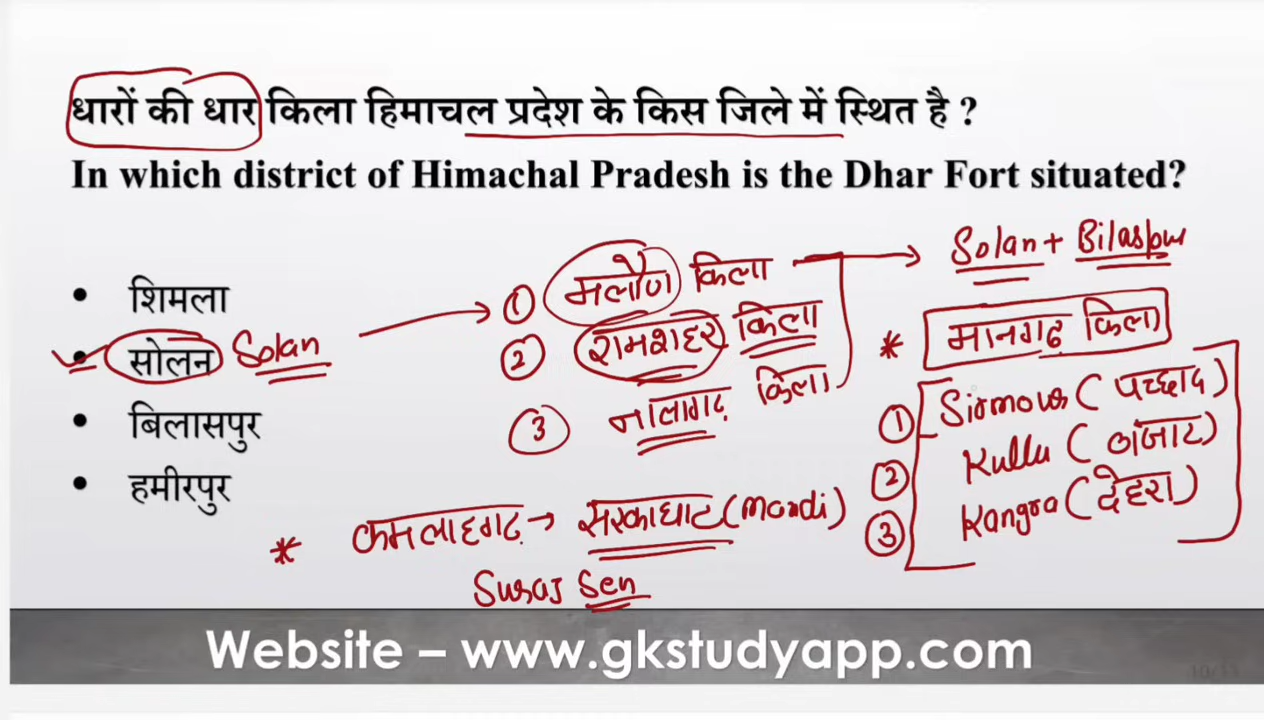 धारों की धार किला हिमाचल प्रदेश के किस जिले में स्थित है ?
In which district of Himachal Pradesh is the Dhar Fort situated?
• शिमला
• सोलन Solan
• बिलासपुर
• हमीरपुर
① मलौण किला → Solan + Bilaspur
② रामशहर किला
③ नालागढ़ किला
* मानगढ़ किला
① Sirmour (पच्छाद)
② Kullu (
③ Kangra (देहरा)
* कमलाहगढ़ → सरकाघाट (Mandi)
Suraj Sen
Website – www.gkstudyapp.com